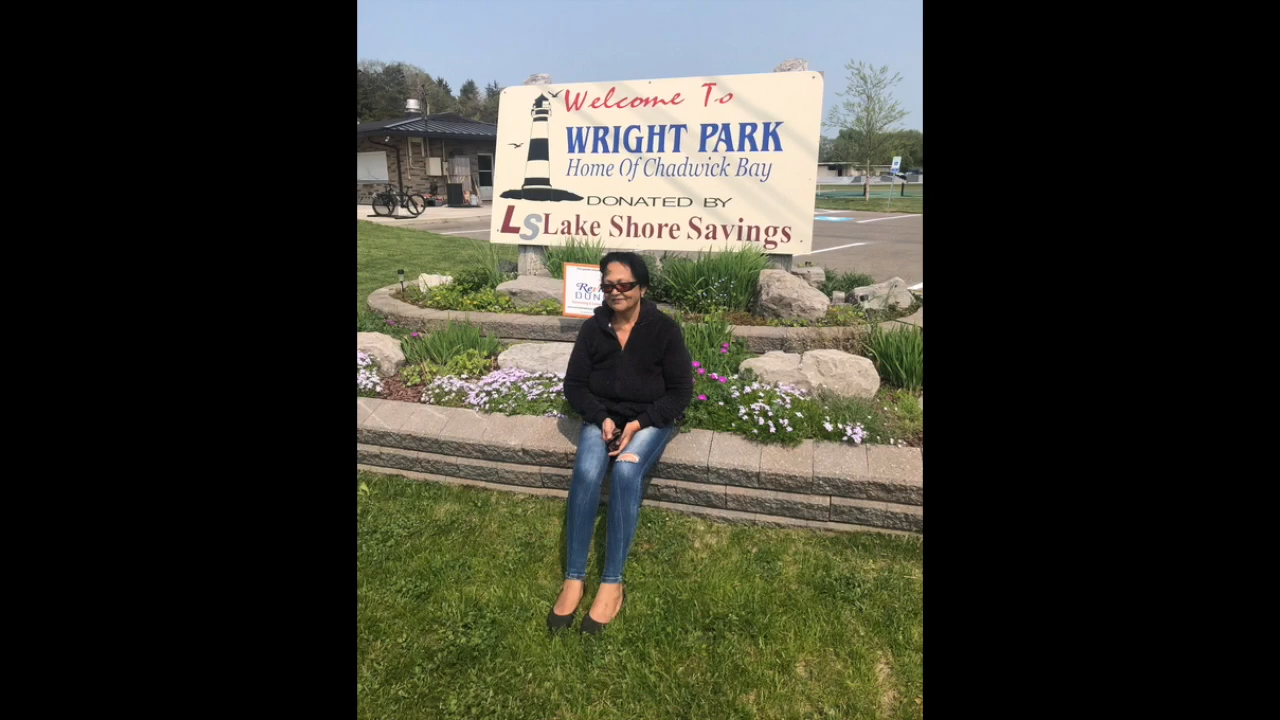 Welcome To
WRIGHT PARK
Home Of Chadwick Bay
DONATED BY
LS Lake Shore Savings